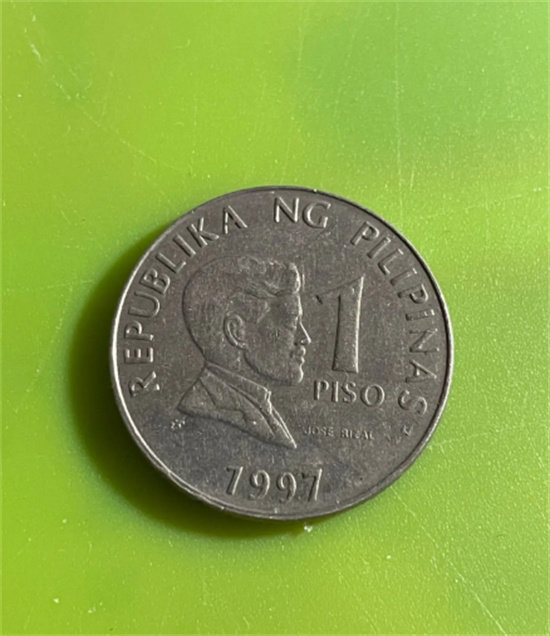 REPUBLIKA NG PILIPINAS
1
PISO
JOSE RIZAL
1997